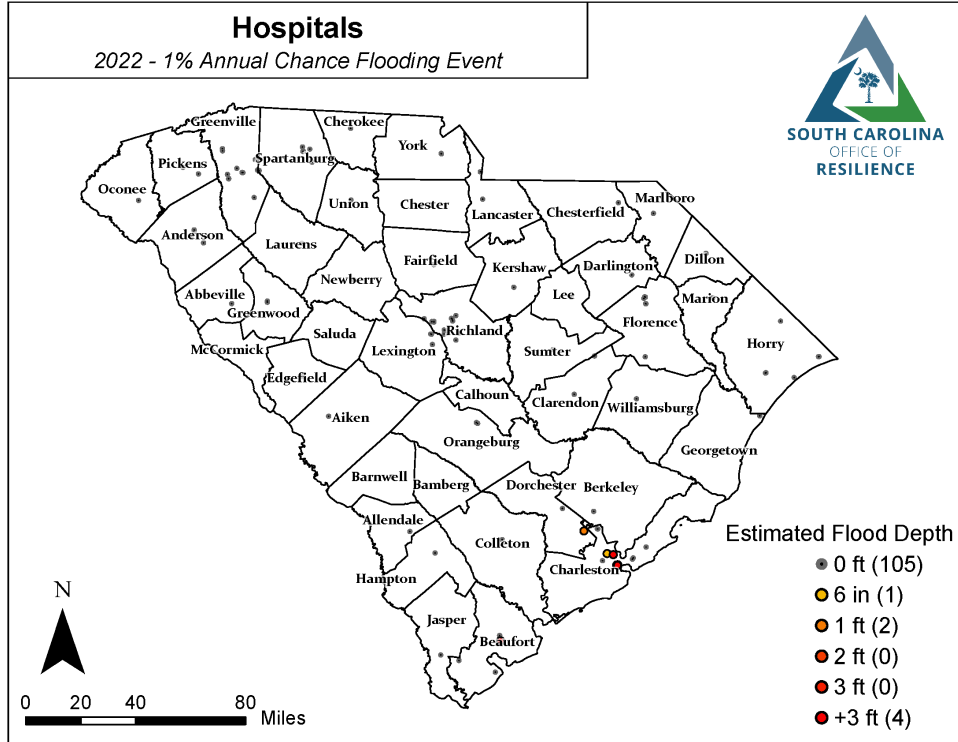 Hospitals
2022 - 1% Annual Chance Flooding Event
SOUTH CAROLINA
OFFICE OF
RESILIENCE
Greenville
Cherokee
York
Pickens
Spartanburg
Oconee
Union
Chester
Lancaster
Chesterfield
Marlboro
Anderson
Laurens
Fairfield
Kershaw
Darlington
Dillon
Newberry
Abbeville
Greenwood
Lee
Marion
Saluda
Richland
Florence
McCormick
Lexington
Sumter
Horry
Edgefield
Calhoun
Clarendon
Williamsburg
Aiken
Orangeburg
Georgetown
Barnwell
Bamberg
Dorchester
Berkeley
Allendale
Colleton
Charleston
Hampton
Jasper
Beaufort
Estimated Flood Depth
0 ft (105)
6 in (1)
1 ft (2)
2 ft (0)
3 ft (0)
+3 ft (4)
N
0 20 40 80
Miles